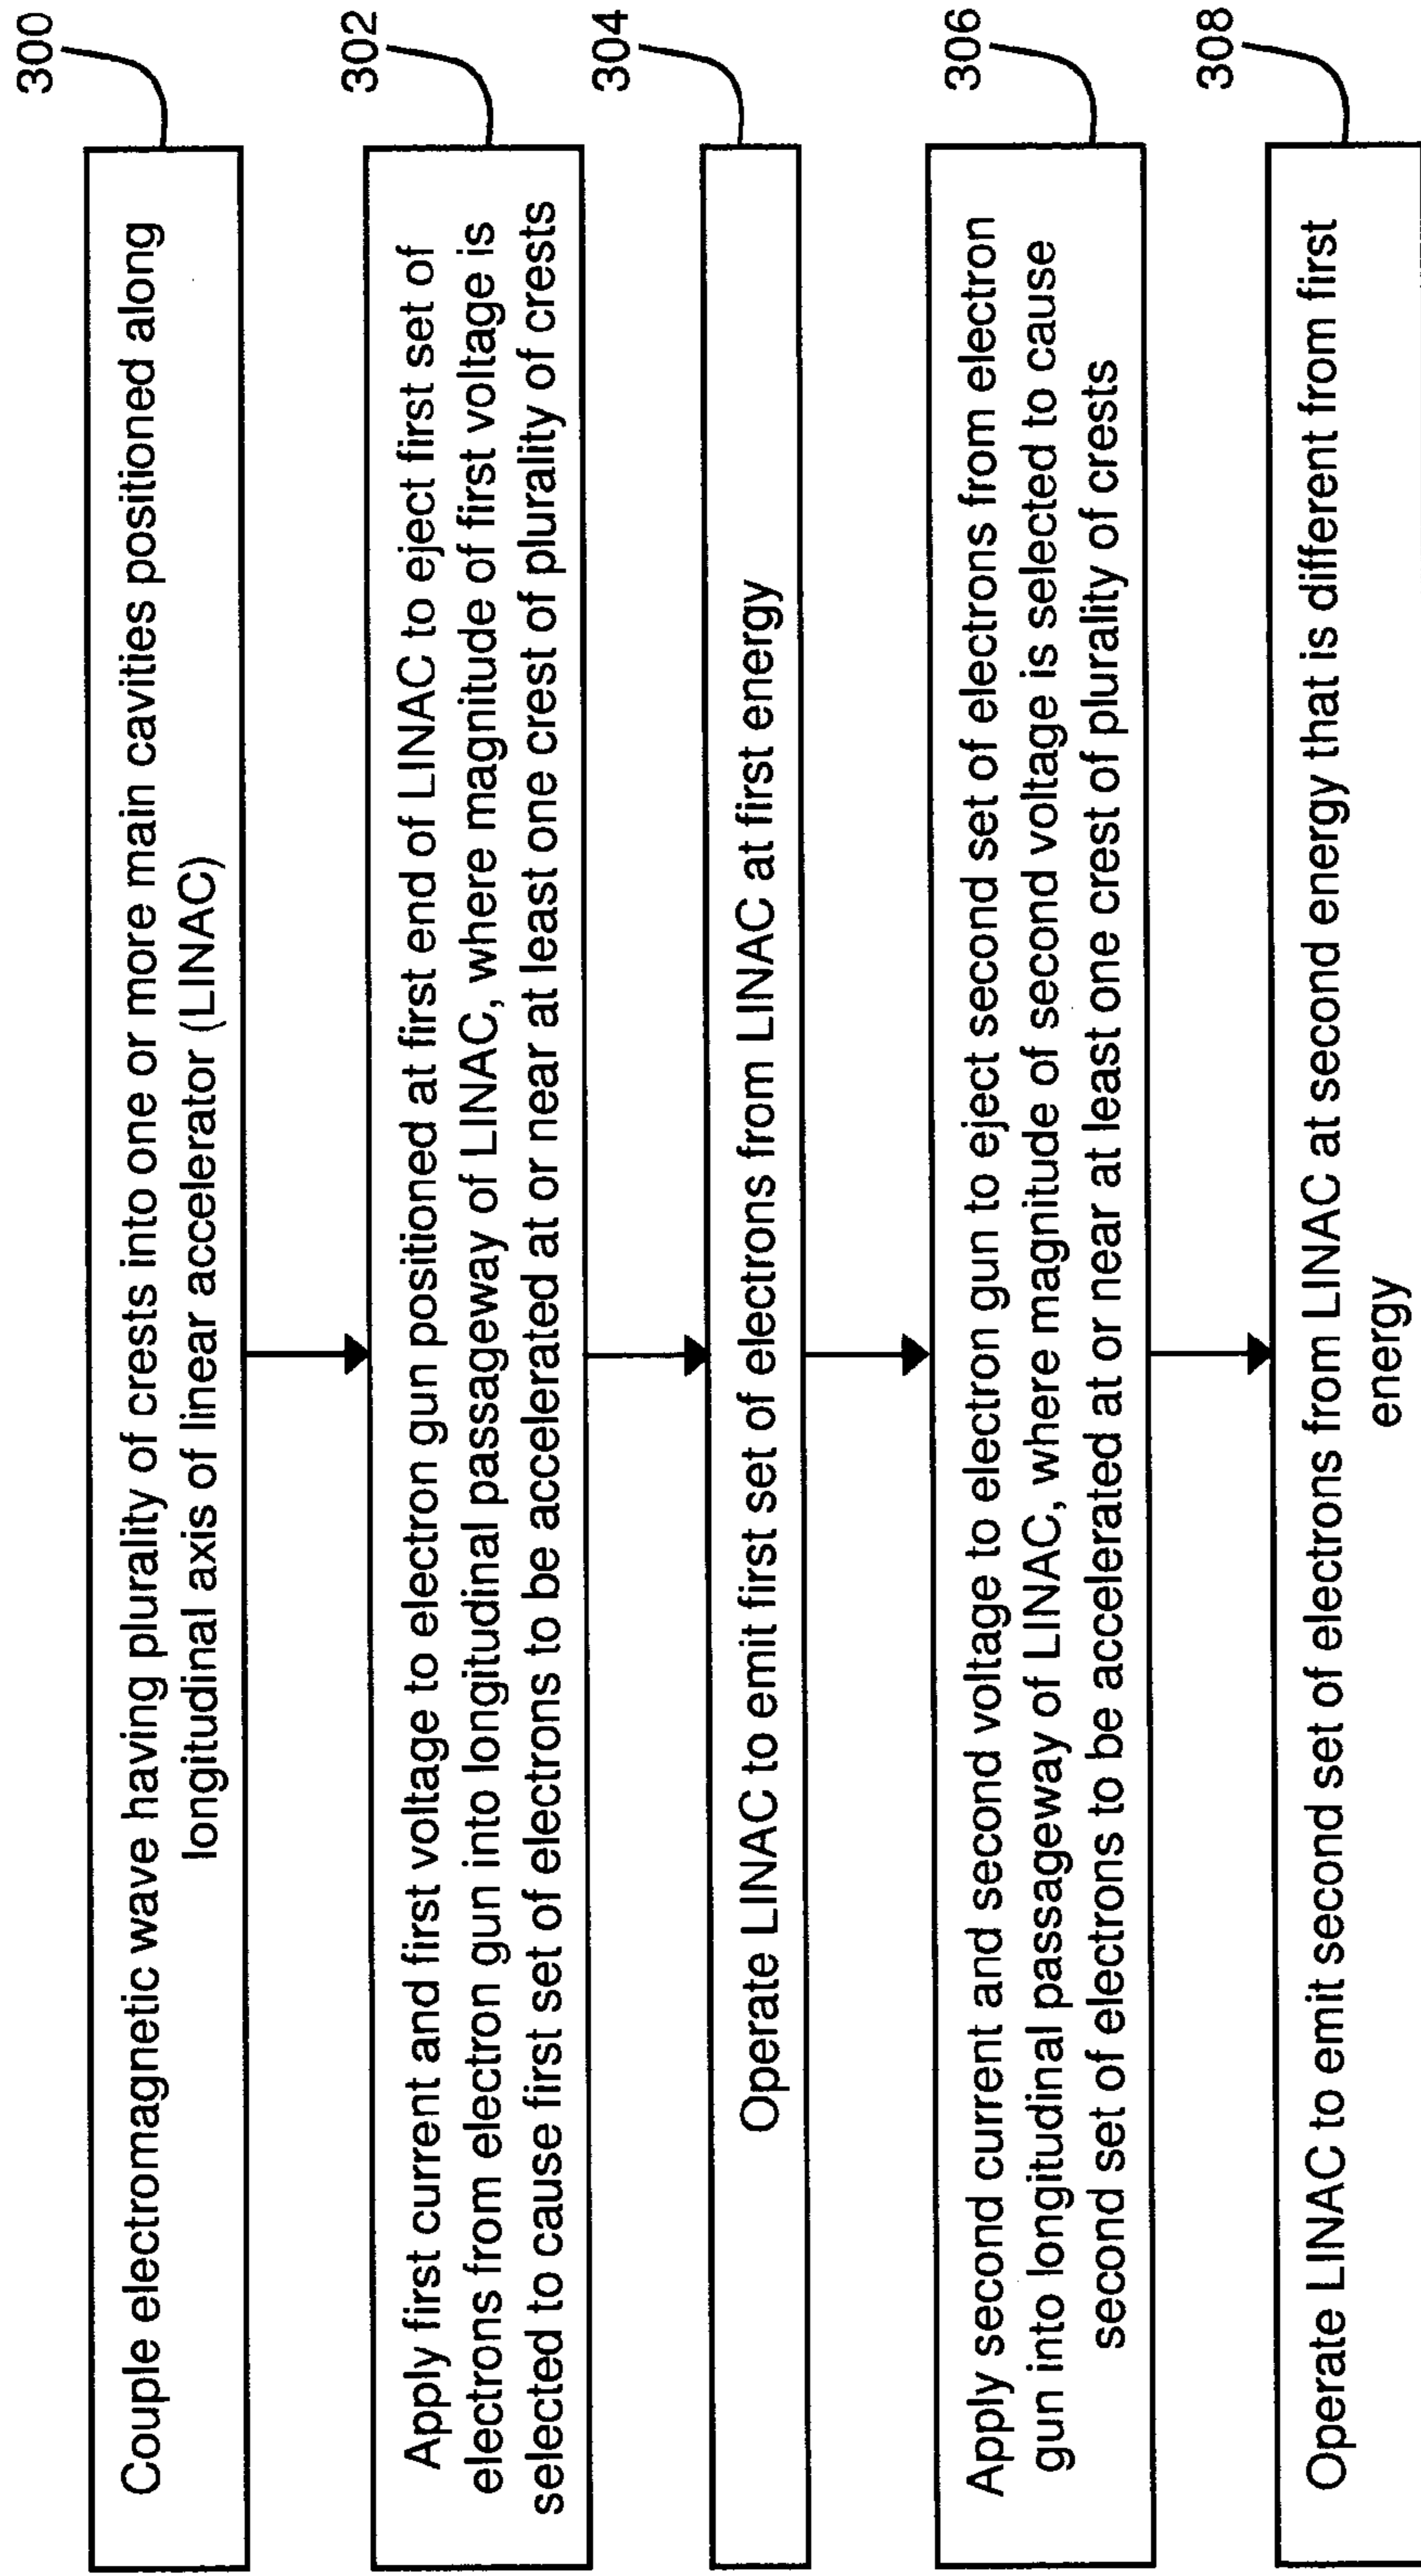 300
Couple electromagnetic wave having plurality of crests into one or more main cavities positioned along
longitudinal axis of linear accelerator (LINAC)
302
Apply first current and first voltage to electron gun positioned at first end of LINAC to eject first set of
electrons from electron gun into longitudinal passageway of LINAC, where magnitude of first voltage is
selected to cause first set of electrons to be accelerated at or near at least one crest of plurality of crests
304
Operate LINAC to emit first set of electrons from LINAC at first energy
306
Apply second current and second voltage to electron gun to eject second set of electrons from electron
gun into longitudinal passageway of LINAC, where magnitude of second voltage is selected to cause
second set of electrons to be accelerated at or near at least one crest of plurality of crests
308
Operate LINAC to emit second set of electrons from LINAC at second energy that is different from first
energy